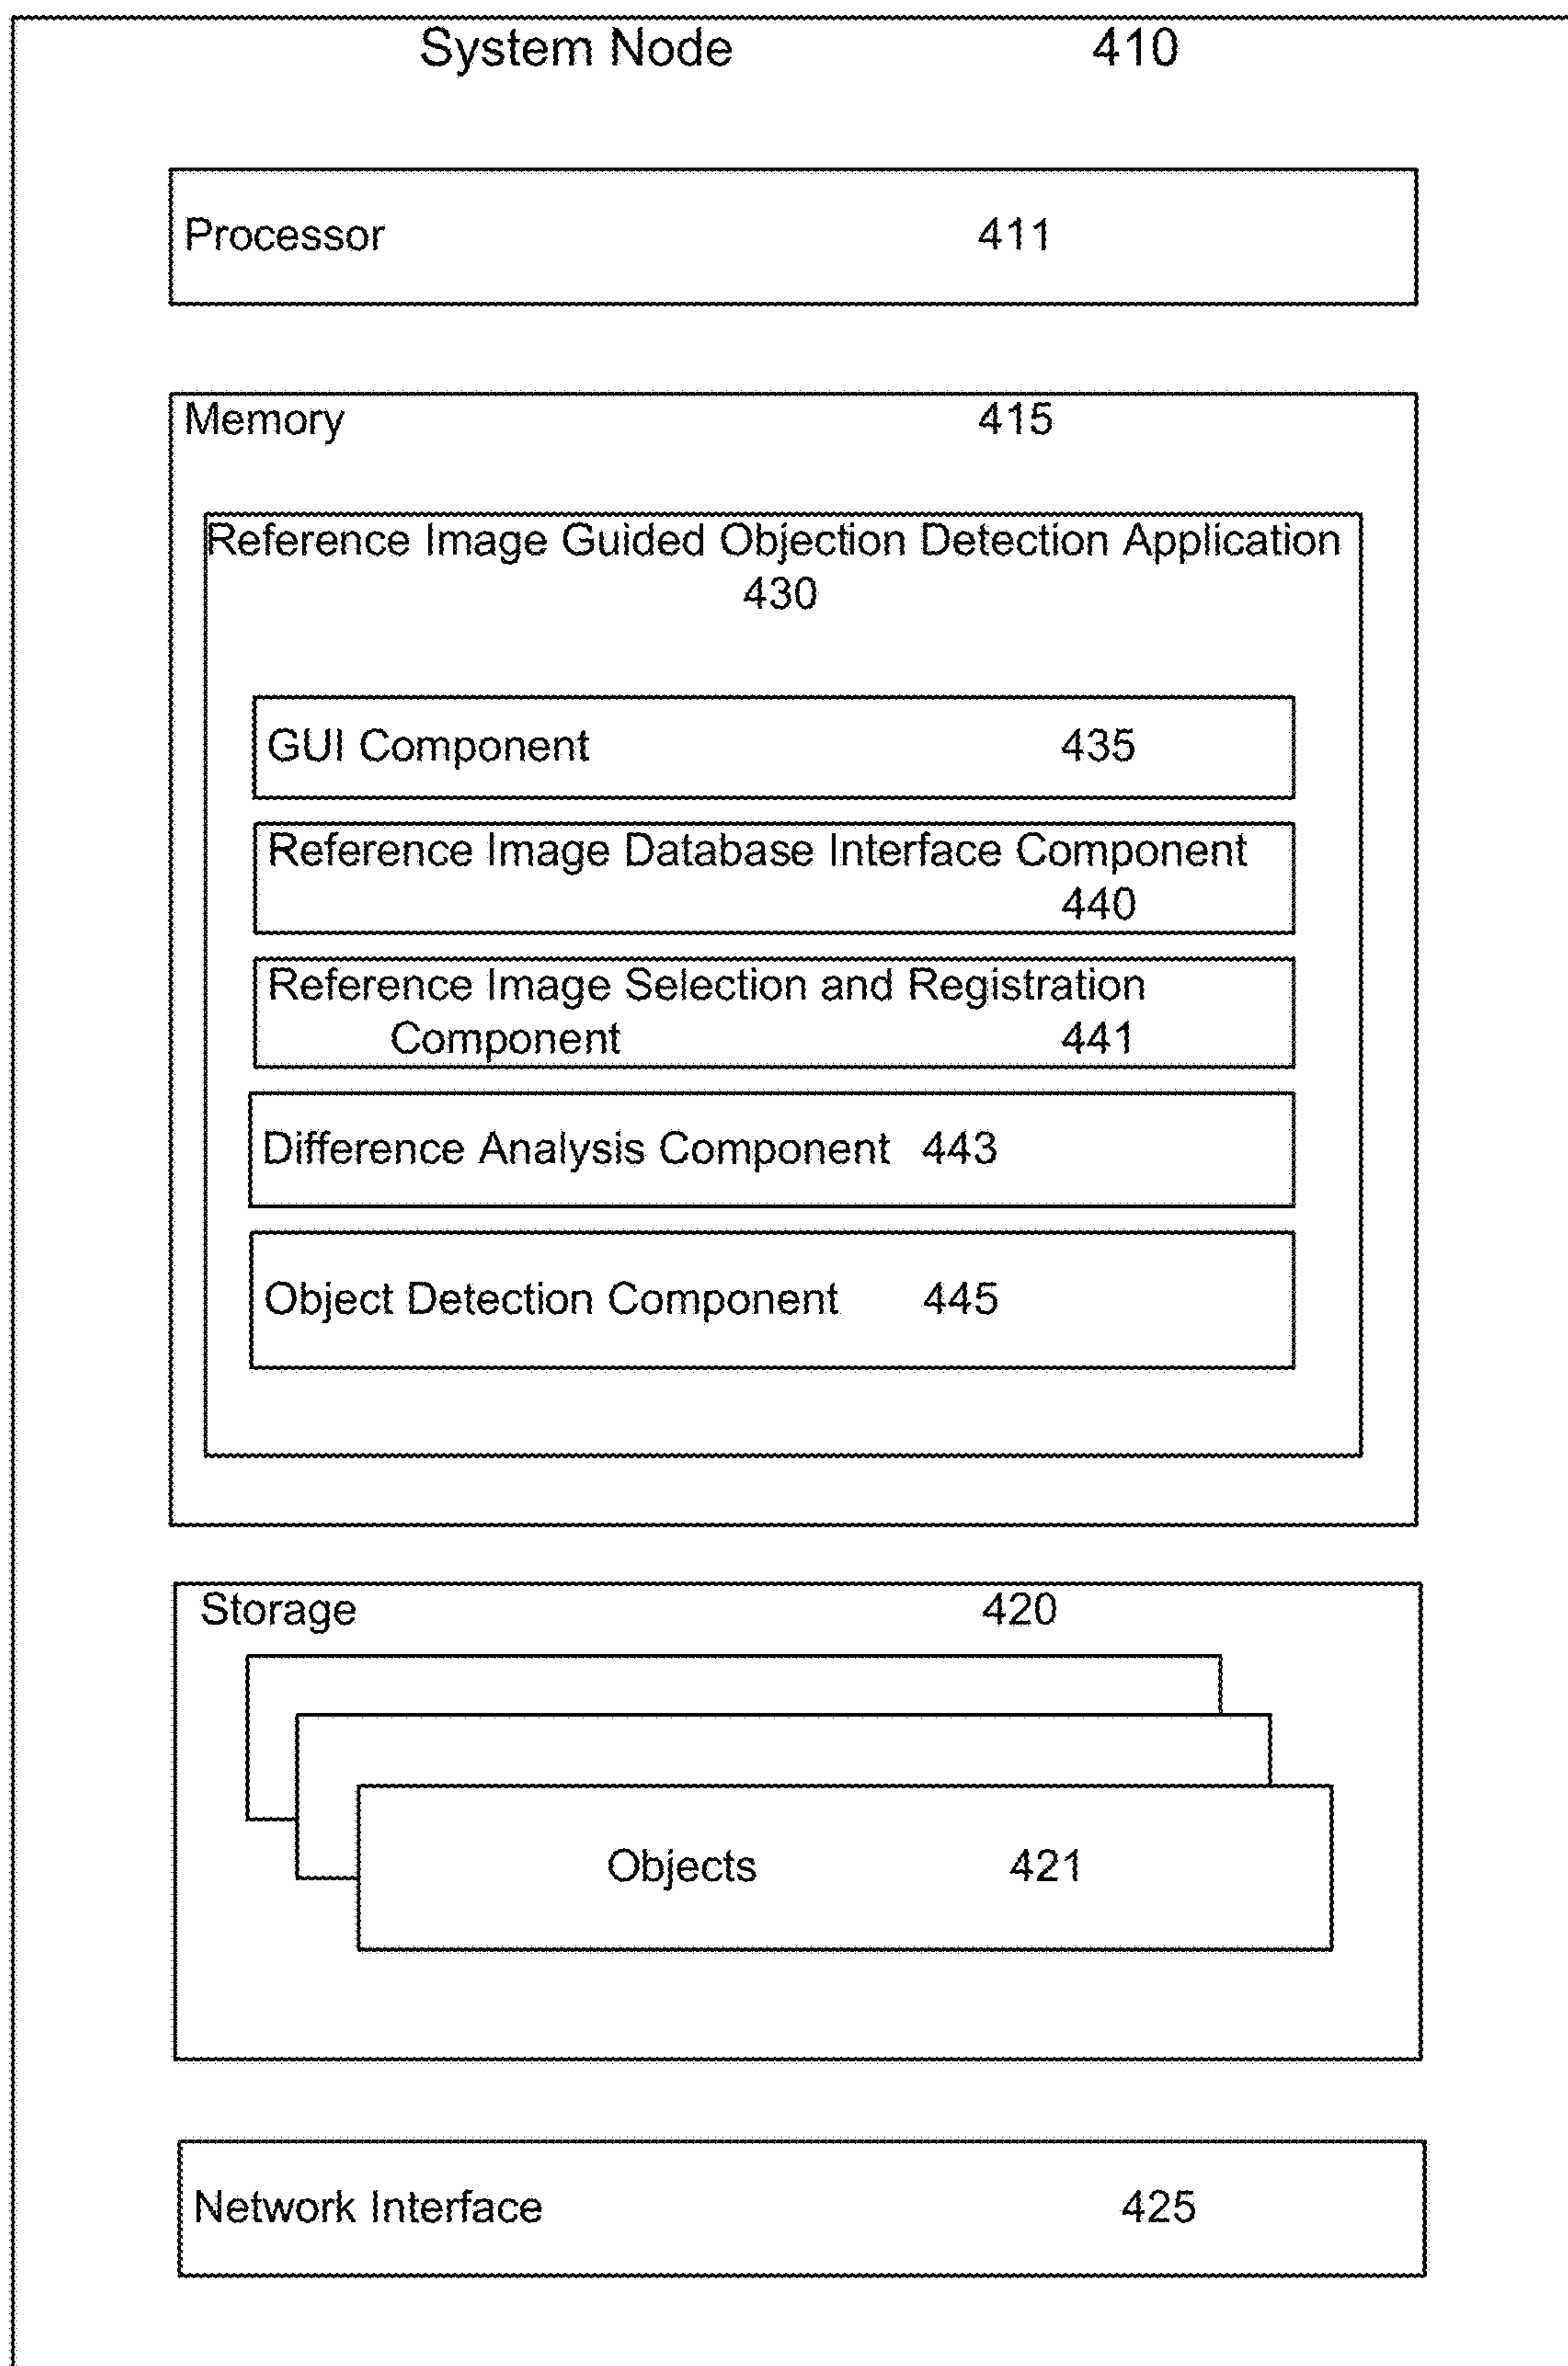 System Node 410
Processor 411
Memory 415
Reference Image Guided Objection Detection Application
430
GUI Component 435
Reference Image Database Interface Component
440
Reference Image Selection and Registration
Component 441
Difference Analysis Component 443
Object Detection Component 445
Storage 420
Objects 421
Network Interface 425